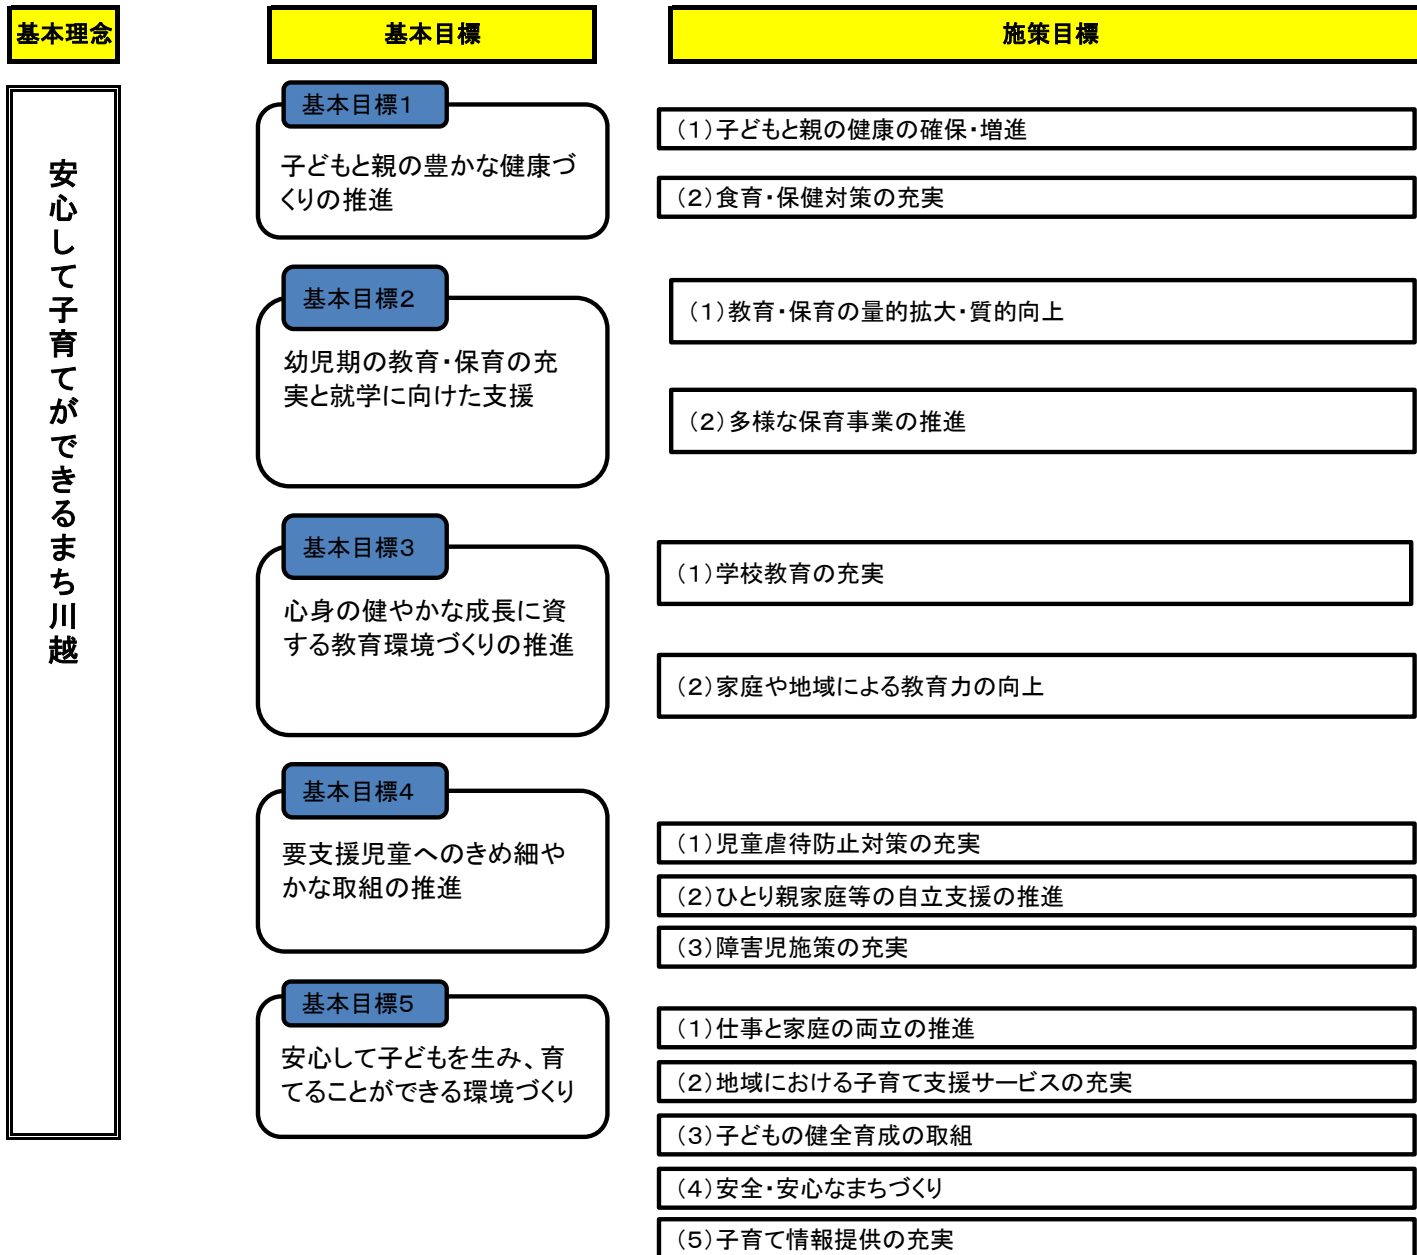 基本理念
基本目標
施策目標
安心して子育てができるまち川越
基本目標1
子どもと親の豊かな健康づ
くりの推進
（1）子どもと親の健康の確保・増進
（2）食育・保健対策の充実
基本目標2
幼児期の教育・保育の充
実と就学に向けた支援
（1）教育・保育の量的拡大・質的向上
（2）多様な保育事業の推進
基本目標3
心身の健やかな成長に資
する教育環境づくりの推進
（1）学校教育の充実
（2）家庭や地域による教育力の向上
基本目標4
要支援児童へのきめ細や
かな取組の推進
（1）児童虐待防止対策の充実
（2）ひとり親家庭等の自立支援の推進
（3）障害児施策の充実
基本目標5
安心して子どもを生み、育
てることができる環境づくり
（1）仕事と家庭の両立の推進
（2）地域における子育て支援サービスの充実
（3）子どもの健全育成の取組
（4）安全・安心なまちづくり
（5）子育て情報提供の充実